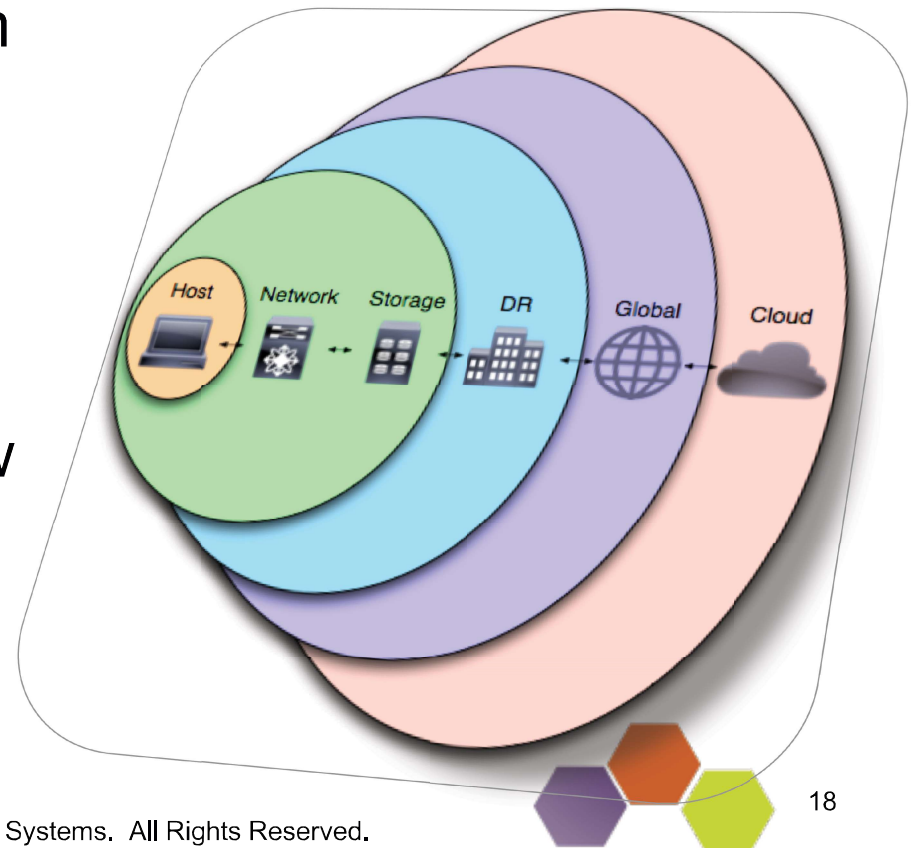 Host
Network
Storage
DR
Global
Cloud
18
Systems. All Rights Reserved.